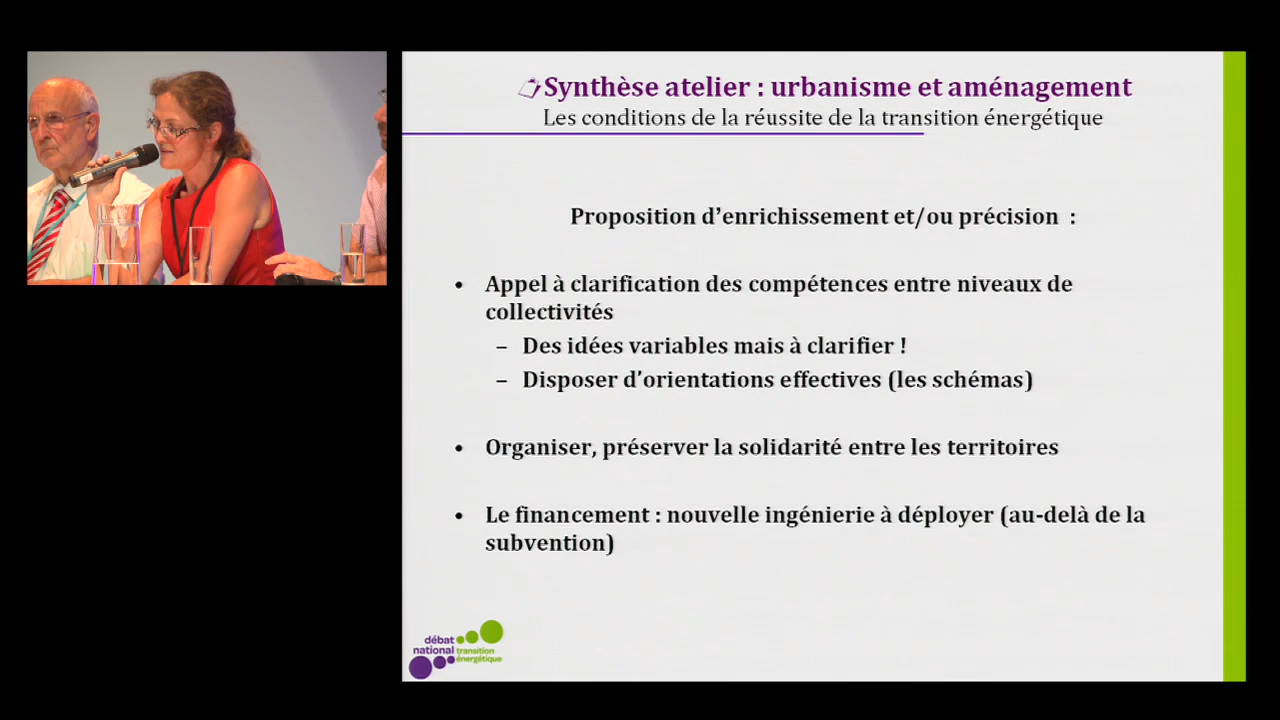 Synthèse atelier : urbanisme et aménagement
Les conditions de la réussite de la transition énergétique
Proposition d’enrichissement et/ou précision :
• Appel à clarification des compétences entre niveaux de
collectivités
– Des idées variables mais à clarifier !
– Disposer d’orientations effectives (les schémas)
• Organiser, préserver la solidarité entre les territoires
• Le financement : nouvelle ingénierie à déployer (au-delà de la
subvention)
débat
national transition
énergétique